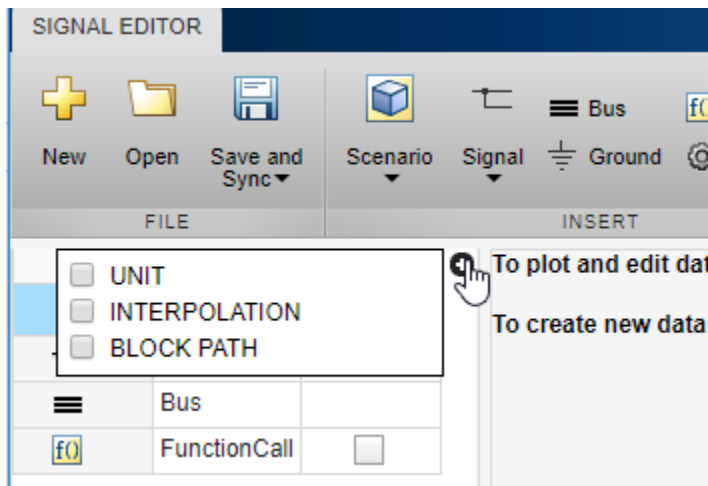 SIGNAL EDITOR
New Open Save and Sync Scenario Signal Bus Ground
FILE INSERT
UNIT
INTERPOLATION
BLOCK PATH
Bus
f() FunctionCall
To plot and edit
To create new data